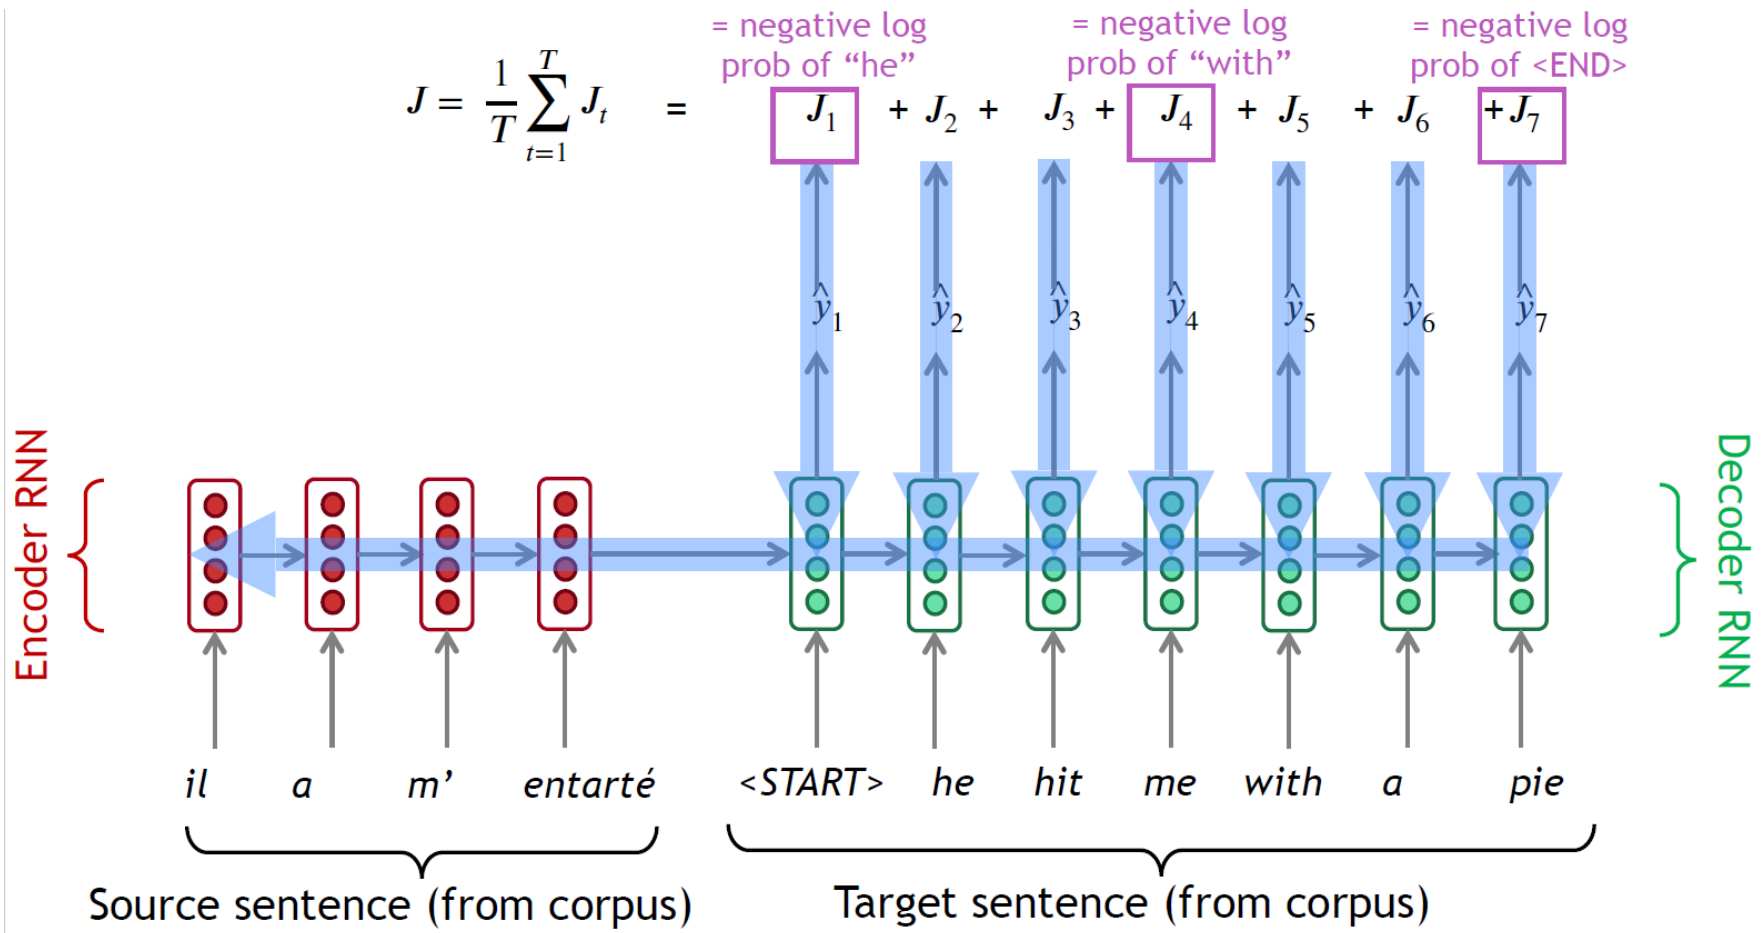 = negative log prob of “he”
= negative log prob of “with”
= negative log prob of <END>
J = 1/T ∑ T t=1 J_t = J_1 + J_2 + J_3 + J_4 + J_5 + J_6 + J_7
ŷ_1 ŷ_2 ŷ_3 ŷ_4 ŷ_5 ŷ_6 ŷ_7
Encoder RNN
Decoder RNN
il a m’ entarté <START> he hit me with a pie
Source sentence (from corpus)
Target sentence (from corpus)